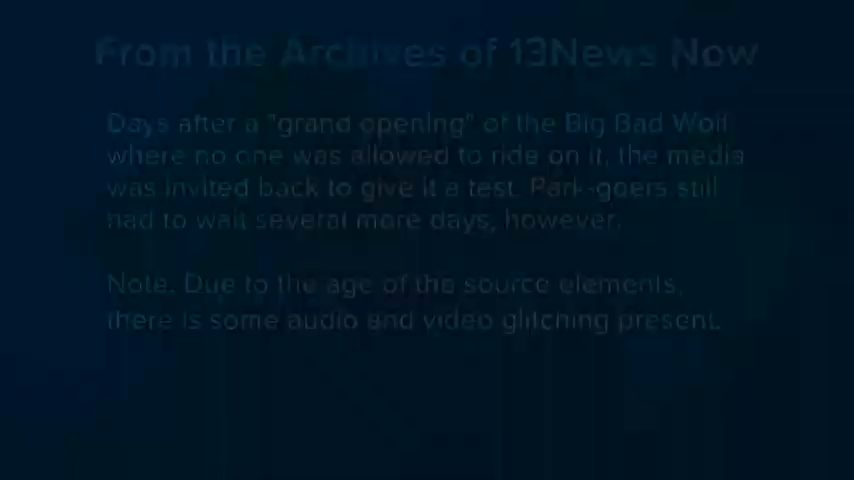 From the Archives of 13News Now
Days after a "grand opening" of the Big Bad Wolf
where no one was allowed to ride on it, the media
was invited back to give it a test. Park-goers still
had to wait several more days, however.
Note: Due to the age of the source elements,
there is some audio and video glitching present.